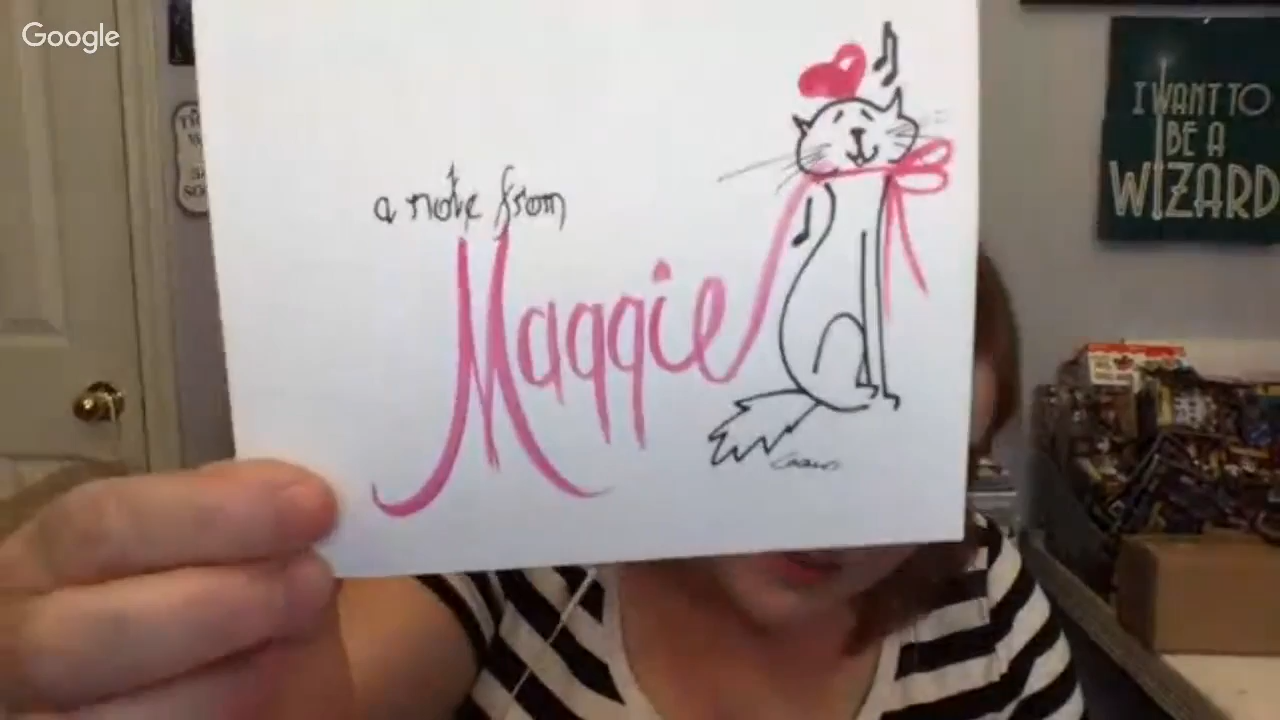 Google
a note from
Maggie
I WANT TO
BE A
WIZARD